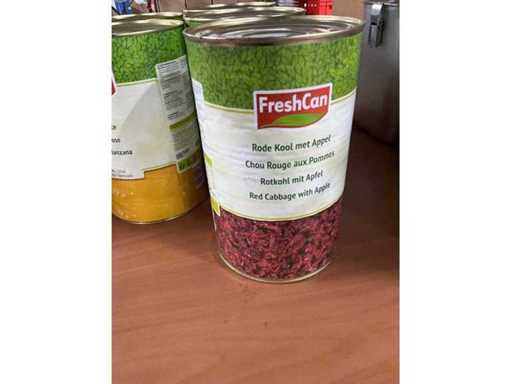 FreshCan
Rode Kool met Appel
Chou Rouge aux Pommes
Rotkohl mit Apfel
Red Cabbage with Apple